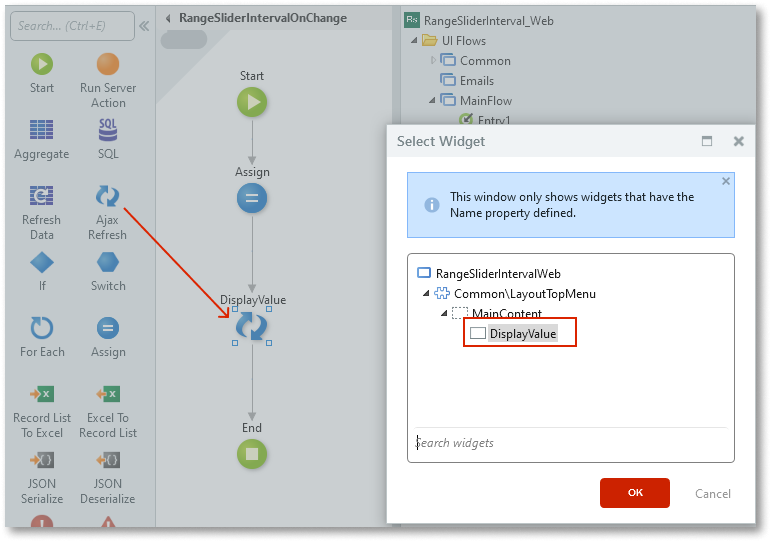 Search... (Ctrl+E)
Start
Run Server
Action
Aggregate
SQL
SQL
Refresh
Data
Ajax
Refresh
If
Switch
For Each
Assign
Record List
To Excel
Excel To
Record List
JSON
Serialize
JSON
Deserialize
RangeSliderIntervalOnChange
Start
Assign
DisplayValue
End
Rs RangeSliderInterval_Web
UI Flows
Common
Emails
MainFlow
Entry1
Select Widget
This window only shows widgets that have the
Name property defined.
RangeSliderIntervalWeb
Common\LayoutTopMenu
MainContent
DisplayValue
Search widgets
OK
Cancel